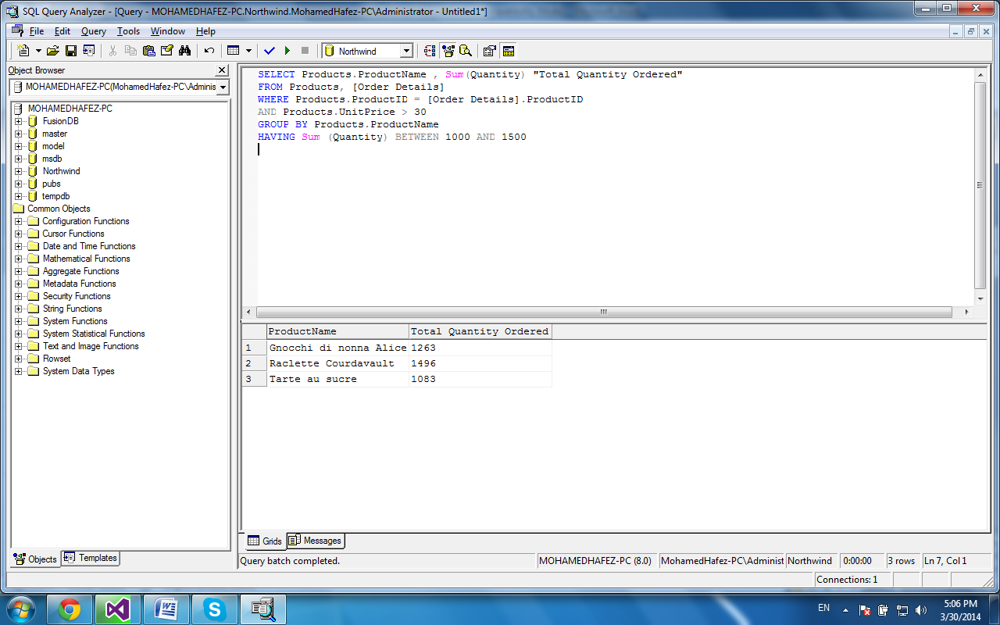 SQL Query Analyzer - [Query - MOHAMEDHAFEZ-PC.Northwind.MohamedHafez-PC\Administrator - Untitled1*]
File Edit Query Tools Window Help
Northwind
Object Browser
MOHAMEDHAFEZ-PC(MohamedHafez-PC\Adminis
MOHAMEDHAFEZ-PC
FusionDB
master
model
msdb
Northwind
pubs
tempdb
Common Objects
Configuration Functions
Cursor Functions
Date and Time Functions
Mathematical Functions
Aggregate Functions
Metadata Functions
Security Functions
String Functions
System Functions
System Statistical Functions
Text and Image Functions
Rowset
System Data Types
Objects Templates
SELECT Products.ProductName , Sum(Quantity) "Total Quantity Ordered"
FROM Products, [Order Details]
WHERE Products.ProductID = [Order Details].ProductID
AND Products.UnitPrice > 30
GROUP BY Products.ProductName
HAVING Sum (Quantity) BETWEEN 1000 AND 1500
ProductName Total Quantity Ordered
1 Gnocchi di nonna Alice 1263
2 Raclette Courdavault 1496
3 Tarte au sucre 1083
Grids Messages
Query batch completed. MOHAMEDHAFEZ-PC (8.0) MohamedHafez-PC\Administ Northwind 0:00:00 3 rows Ln 7, Col 1
Connections: 1
EN
5:06 PM
3/30/2014